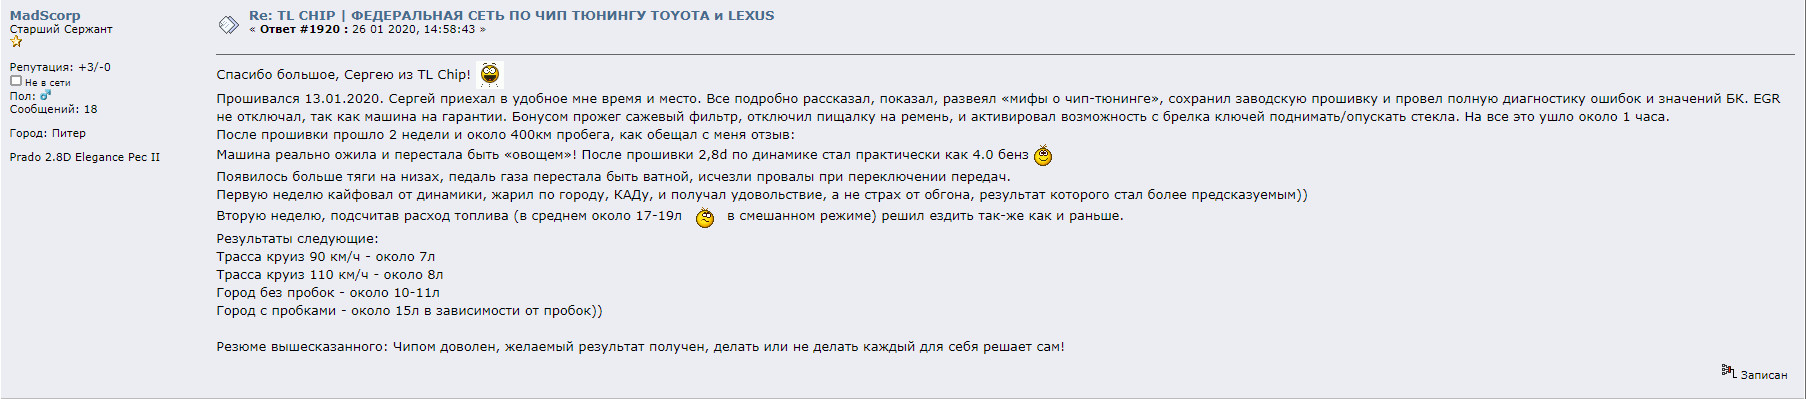 MadScorp
Старший Сержант
Репутация: +3/-0
Не в сети
Пол:
Сообщений: 18
Город: Питер
Prado 2.8D Elegance Рес II
Re: TL CHIP | ФЕДЕРАЛЬНАЯ СЕТЬ ПО ЧИП ТЮНИНГУ TOYOTA и LEXUS
« Ответ #1920 : 26 01 2020, 14:58:43 »
Спасибо большое, Сергею из TL Chip!
Прошивался 13.01.2020. Сергей приехал в удобное мне время и место. Все подробно рассказал, показал, развеял «мифы о чип-тюнинге», сохранил заводскую прошивку и провел полную диагностику ошибок и значений БК. EGR
не отключал, так как машина на гарантии. Бонусом прожег сажевый фильтр, отключил пищалку на ремень, и активировал возможность с брелка ключей поднимать/опускать стекла. На все это ушло около 1 часа.
После прошивки прошло 2 недели и около 400км пробега, как обещал с меня отзыв:
Машина реально ожила и перестала быть «овощем»! После прошивки 2,8d по динамике стал практически как 4.0 бенз
Появилось больше тяги на низах, педаль газа перестала быть ватной, исчезли провалы при переключении передач.
Первую неделю кайфовал от динамики, жарил по городу, КАДу, и получал удовольствие, а не страх от обгона, результат которого стал более предсказуемым))
Вторую неделю, подсчитав расход топлива (в среднем около 17-19л в смешанном режиме) решил ездить так-же как и раньше.
Результаты следующие:
Трасса круиз 90 км/ч - около 7л
Трасса круиз 110 км/ч - около 8л
Город без пробок - около 10-11л
Город с пробками - около 15л в зависимости от пробок))
Резюме вышесказанного: Чипом доволен, желаемый результат получен, делать или не делать каждый для себя решает сам!
Записан